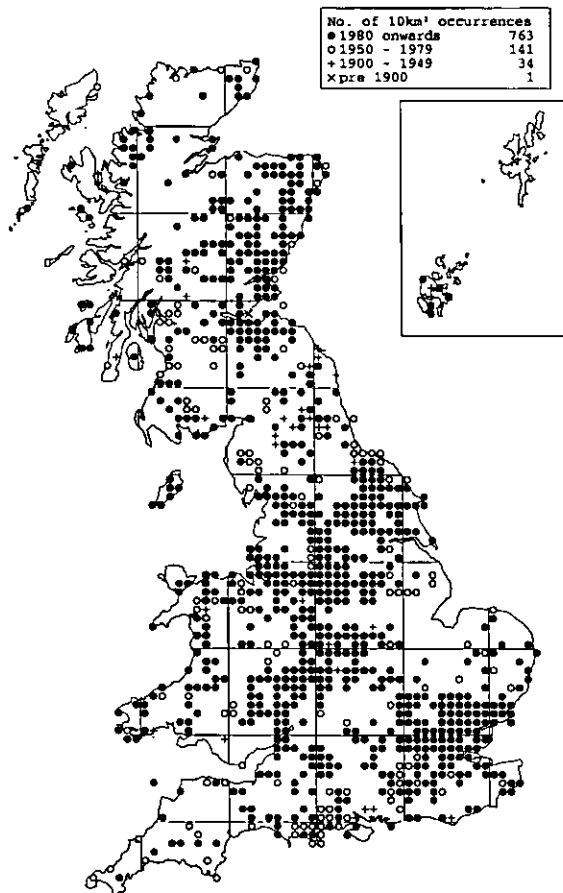 No. of 10km² occurrences
● 1980 onwards 763
○ 1950 - 1979 141
+ 1900 - 1949 34
× pre 1900 1